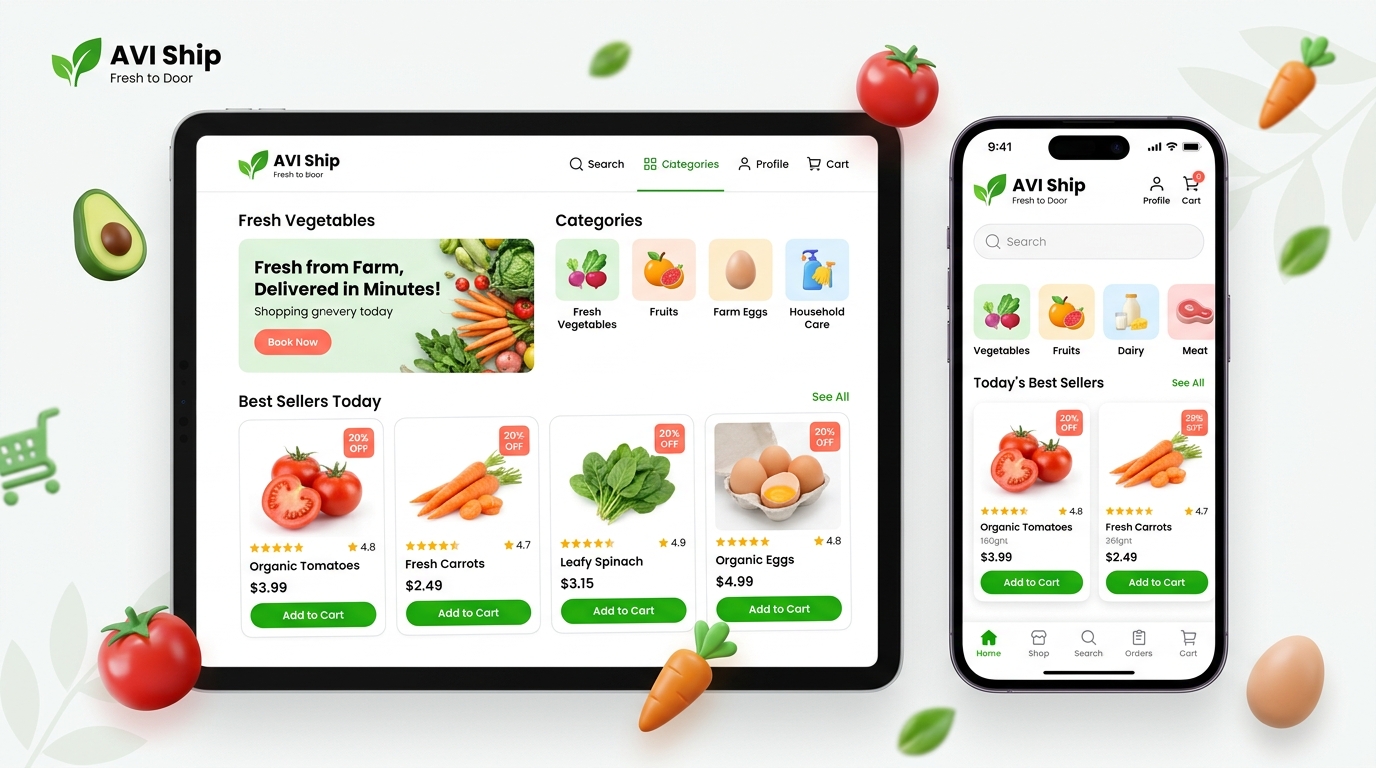 AVI Ship
Fresh to Door
AVI Ship
Fresh to Door
Search
Categories
Profile
Cart
Fresh Vegetables
Fresh from Farm,
Delivered in Minutes!
Shopping gnevery today
Book Now
Categories
Fresh
Vegetables
Fruits
Farm Eggs
Household
Care
Best Sellers Today
See All
20%
OFF
4.8
Organic Tomatoes
$3.99
Add to Cart
20%
OFF
4.7
Fresh Carrots
$2.49
Add to Cart
20%
OFF
4.9
Leafy Spinach
$3.15
Add to Cart
20%
OFF
4.8
Organic Eggs
$4.99
Add to Cart
9:41
AVI Ship
Fresh to Door
Profile
Cart
0
Search
Vegetables
Fruits
Dairy
Meat
Today's Best Sellers
See All
20%
OFF
4.8
Organic Tomatoes
$3.99
Add to Cart
4.7
Fresh Carrots
$2.49
Add to Cart
Home
Shop
Search
Orders
Cart